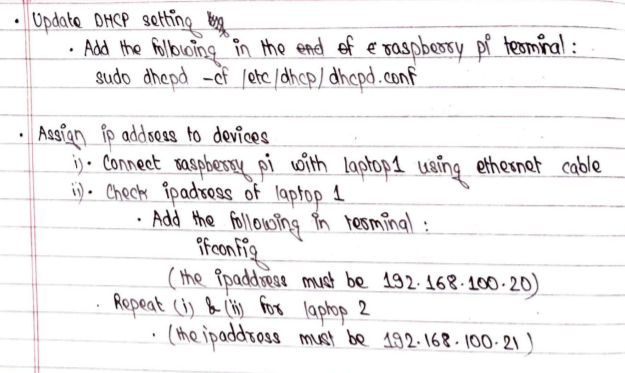 • Update DHCP setting
• Add the following in the end of raspberry pi terminal :
sudo dhcpd -cf /etc/dhcp/dhcpd.conf
• Assign ip address to devices
i)• Connect raspberry pi with laptop1 using ethernet cable
ii)• Check ipadress of laptop 1
• Add the following in terminal :
ifconfig
(the ipaddress must be 192.168.100.20)
• Repeat (i) & (ii) for laptop 2
• (the ipaddress must be 192.168.100.21)